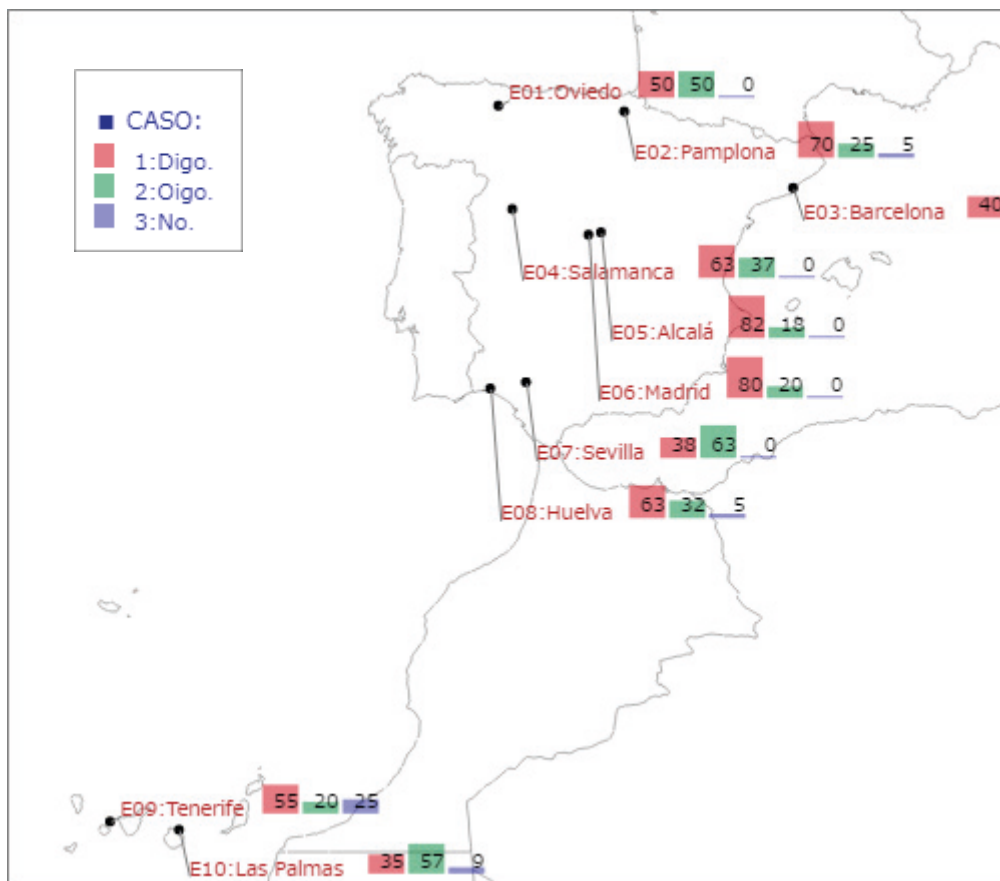 E01:Oviedo 50 50 0
CASO:
1:Digo.
2:Oigo.
3:No.
E02:Pamplona 70 25 5
E03:Barcelona 40
E04:Salamanca 63 37 0
E05:Alcalá 82 18 0
E06:Madrid 80 20 0
E07:Sevilla 38 63 0
E08:Huelva 63 32 5
E09:Tenerife 55 20 25
E10:Las Palmas 35 57 9